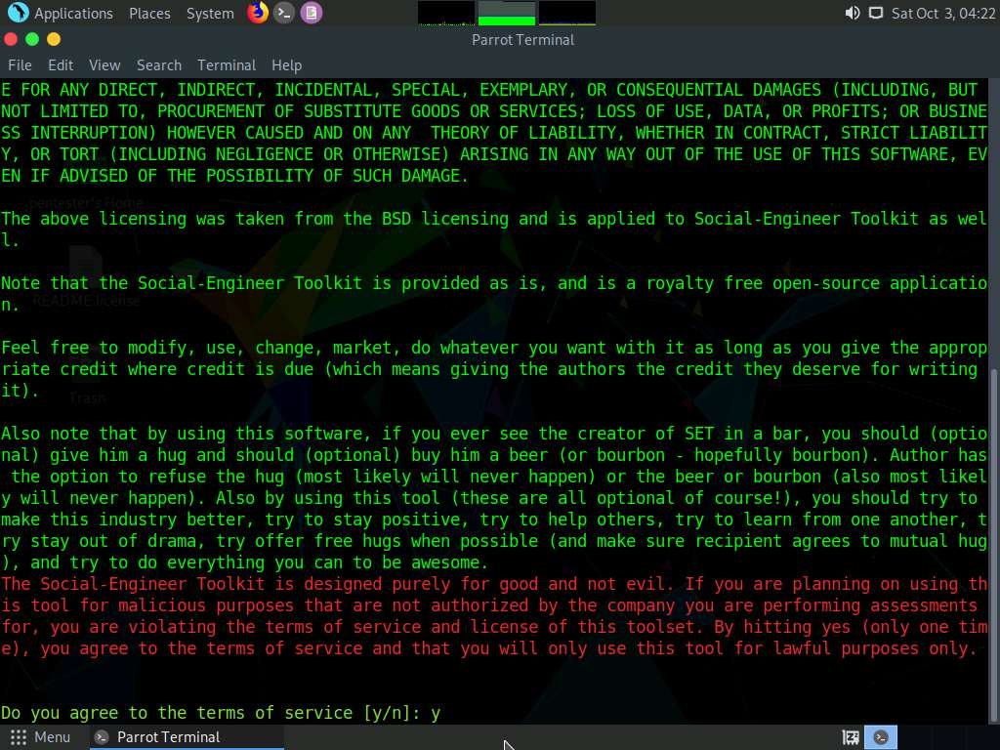 Applications Places System Sat Oct 3, 04:22
Parrot Terminal
File Edit View Search Terminal Help
E FOR ANY DIRECT, INDIRECT, INCIDENTAL, SPECIAL, EXEMPLARY, OR CONSEQUENTIAL DAMAGES (INCLUDING, BUT
NOT LIMITED TO, PROCUREMENT OF SUBSTITUTE GOODS OR SERVICES; LOSS OF USE, DATA, OR PROFITS; OR BUSINE
SS INTERRUPTION) HOWEVER CAUSED AND ON ANY  THEORY OF LIABILITY, WHETHER IN CONTRACT, STRICT LIABILIT
Y, OR TORT (INCLUDING NEGLIGENCE OR OTHERWISE) ARISING IN ANY WAY OUT OF THE USE OF THIS SOFTWARE, EV
EN IF ADVISED OF THE POSSIBILITY OF SUCH DAMAGE.
pentester's Home
The above licensing was taken from the BSD licensing and is applied to Social-Engineer Toolkit as wel
l.
Note that the Social-Engineer Toolkit is provided as is, and is a royalty free open-source applicatio
n.
README.license
Feel free to modify, use, change, market, do whatever you want with it as long as you give the approp
riate credit where credit is due (which means giving the authors the credit they deserve for writing
it).
Trash
Also note that by using this software, if you ever see the creator of SET in a bar, you should (optio
nal) give him a hug and should (optional) buy him a beer (or bourbon - hopefully bourbon). Author has
 the option to refuse the hug (most likely will never happen) or the beer or bourbon (also most likel
y will never happen). Also by using this tool (these are all optional of course!), you should try to
make this industry better, try to stay positive, try to help others, try to learn from one another, t
ry stay out of drama, try offer free hugs when possible (and make sure recipient agrees to mutual hug
), and try to do everything you can to be awesome.
The Social-Engineer Toolkit is designed purely for good and not evil. If you are planning on using th
is tool for malicious purposes that are not authorized by the company you are performing assessments
for, you are violating the terms of service and license of this toolset. By hitting yes (only one tim
e), you agree to the terms of service and that you will only use this tool for lawful purposes only.
Do you agree to the terms of service [y/n]: y
Menu Parrot Terminal